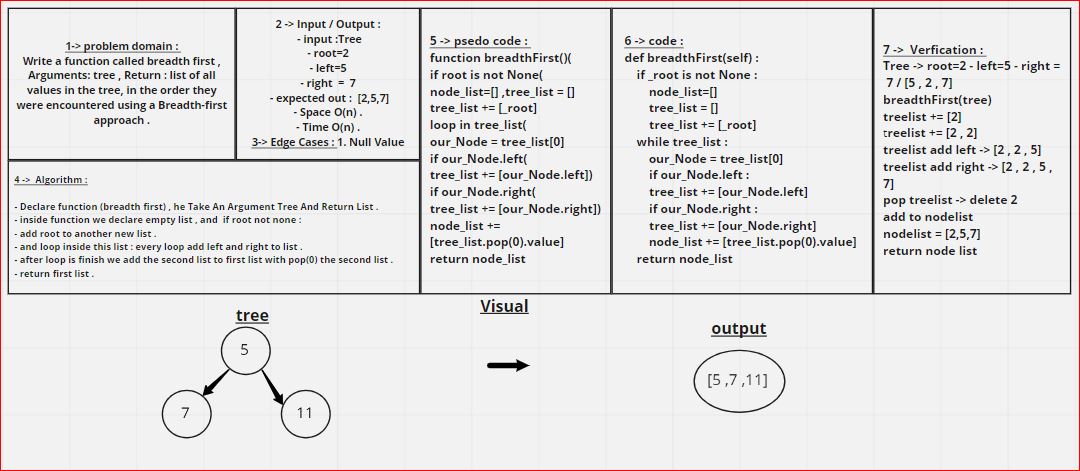 1-> problem domain :
Write a function called breadth first ,
Arguments: tree , Return : list of all
values in the tree, in the order they
were encountered using a Breadth-first
approach .
2 -> Input / Output :
- input :Tree
- root=2
- left=5
- right = 7
- expected out : [2,5,7]
- Space O(n) .
- Time O(n) .
3-> Edge Cases : 1. Null Value
4 -> Algorithm :
- Declare function (breadth first) , he Take An Argument Tree And Return List .
- inside function we declare empty list , and if root not none :
- add root to another new list .
- and loop inside this list : every loop add left and right to list .
- after loop is finish we add the second list to first list with pop(0) the second list .
- return first list .
5 -> psedo code :
function breadthFirst()(
if root is not None(
node_list=[] ,tree_list = []
tree_list += [_root]
loop in tree_list(
our_Node = tree_list[0]
if our_Node.left(
tree_list += [our_Node.left])
if our_Node.right(
tree_list += [our_Node.right])
node_list +=
[tree_list.pop(0).value]
return node_list
6 -> code :
def breadthFirst(self) :
if _root is not None :
node_list=[]
tree_list = []
tree_list += [_root]
while tree_list :
our_Node = tree_list[0]
if our_Node.left :
tree_list += [our_Node.left]
if our_Node.right :
tree_list += [our_Node.right]
node_list += [tree_list.pop(0).value]
return node_list
7 -> Verfication :
Tree -> root=2 - left=5 - right =
7 / [5 , 2 , 7]
breadthFirst(tree)
treelist += [2]
treelist += [2 , 2]
treelist add left -> [2 , 2 , 5]
treelist add right -> [2 , 2 , 5 ,
7]
pop treelist -> delete 2
add to nodelist
nodelist = [2,5,7]
return node list
Visual
tree
5
7
11
output
[5 ,7 ,11]